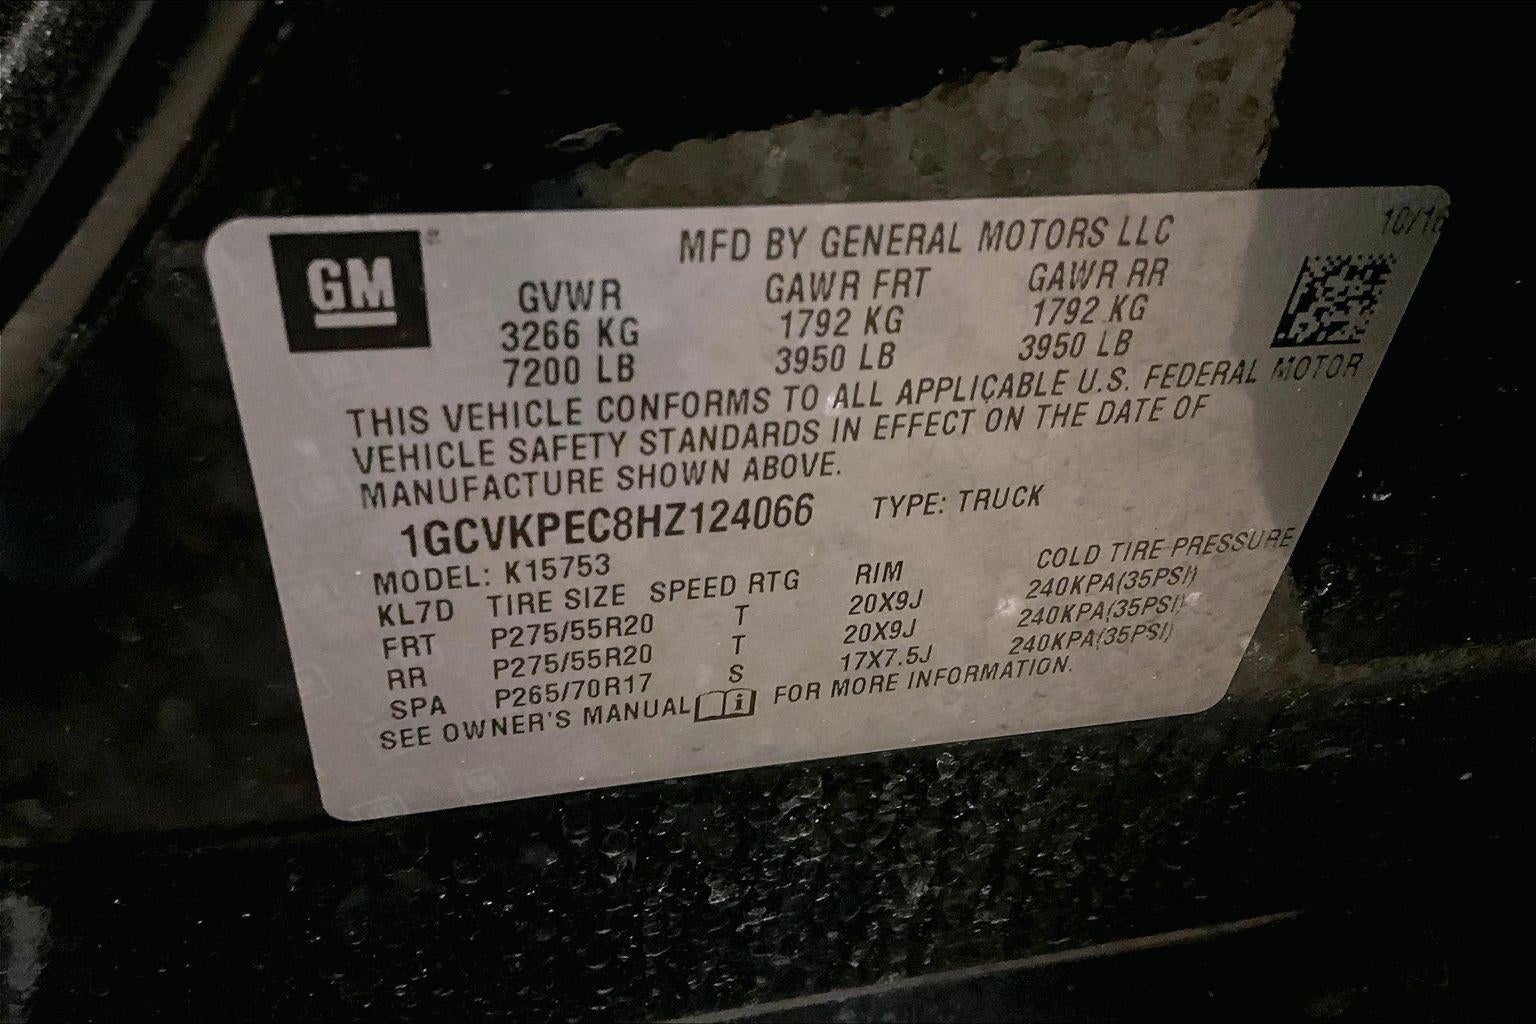 GM
MFD BY GENERAL MOTORS LLC 10/16
GVWR GAWR FRT GAWR RR
3266 KG 1792 KG 1792 KG
7200 LB 3950 LB 3950 LB
THIS VEHICLE CONFORMS TO ALL APPLICABLE U.S. FEDERAL MOTOR
VEHICLE SAFETY STANDARDS IN EFFECT ON THE DATE OF
MANUFACTURE SHOWN ABOVE.
1GCVKPEC8HZ124066 TYPE: TRUCK
MODEL: K15753
KL7D TIRE SIZE SPEED RTG RIM COLD TIRE PRESSURE
FRT P275/55R20 T 20X9J 240KPA(35PSI)
RR P275/55R20 T 20X9J 240KPA(35PSI)
SPA P265/70R17 S 17X7.5J 240KPA(35PSI)
SEE OWNER'S MANUAL i FOR MORE INFORMATION.